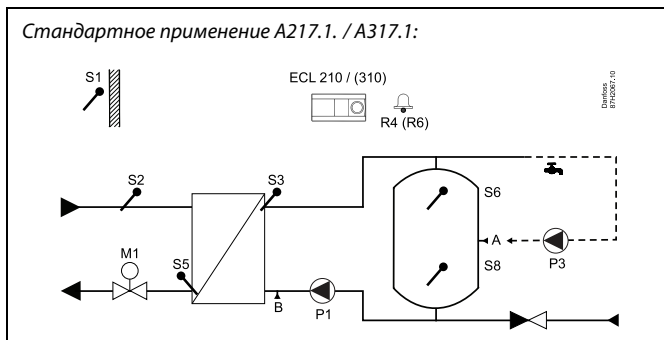 Стандартное применение A217.1. / A317.1:
S1
ECL 210 / (310)
R4 (R6)
Danfoss
87H2067.10
S2
S3
S6
A
P3
M1
S5
S8
B
P1